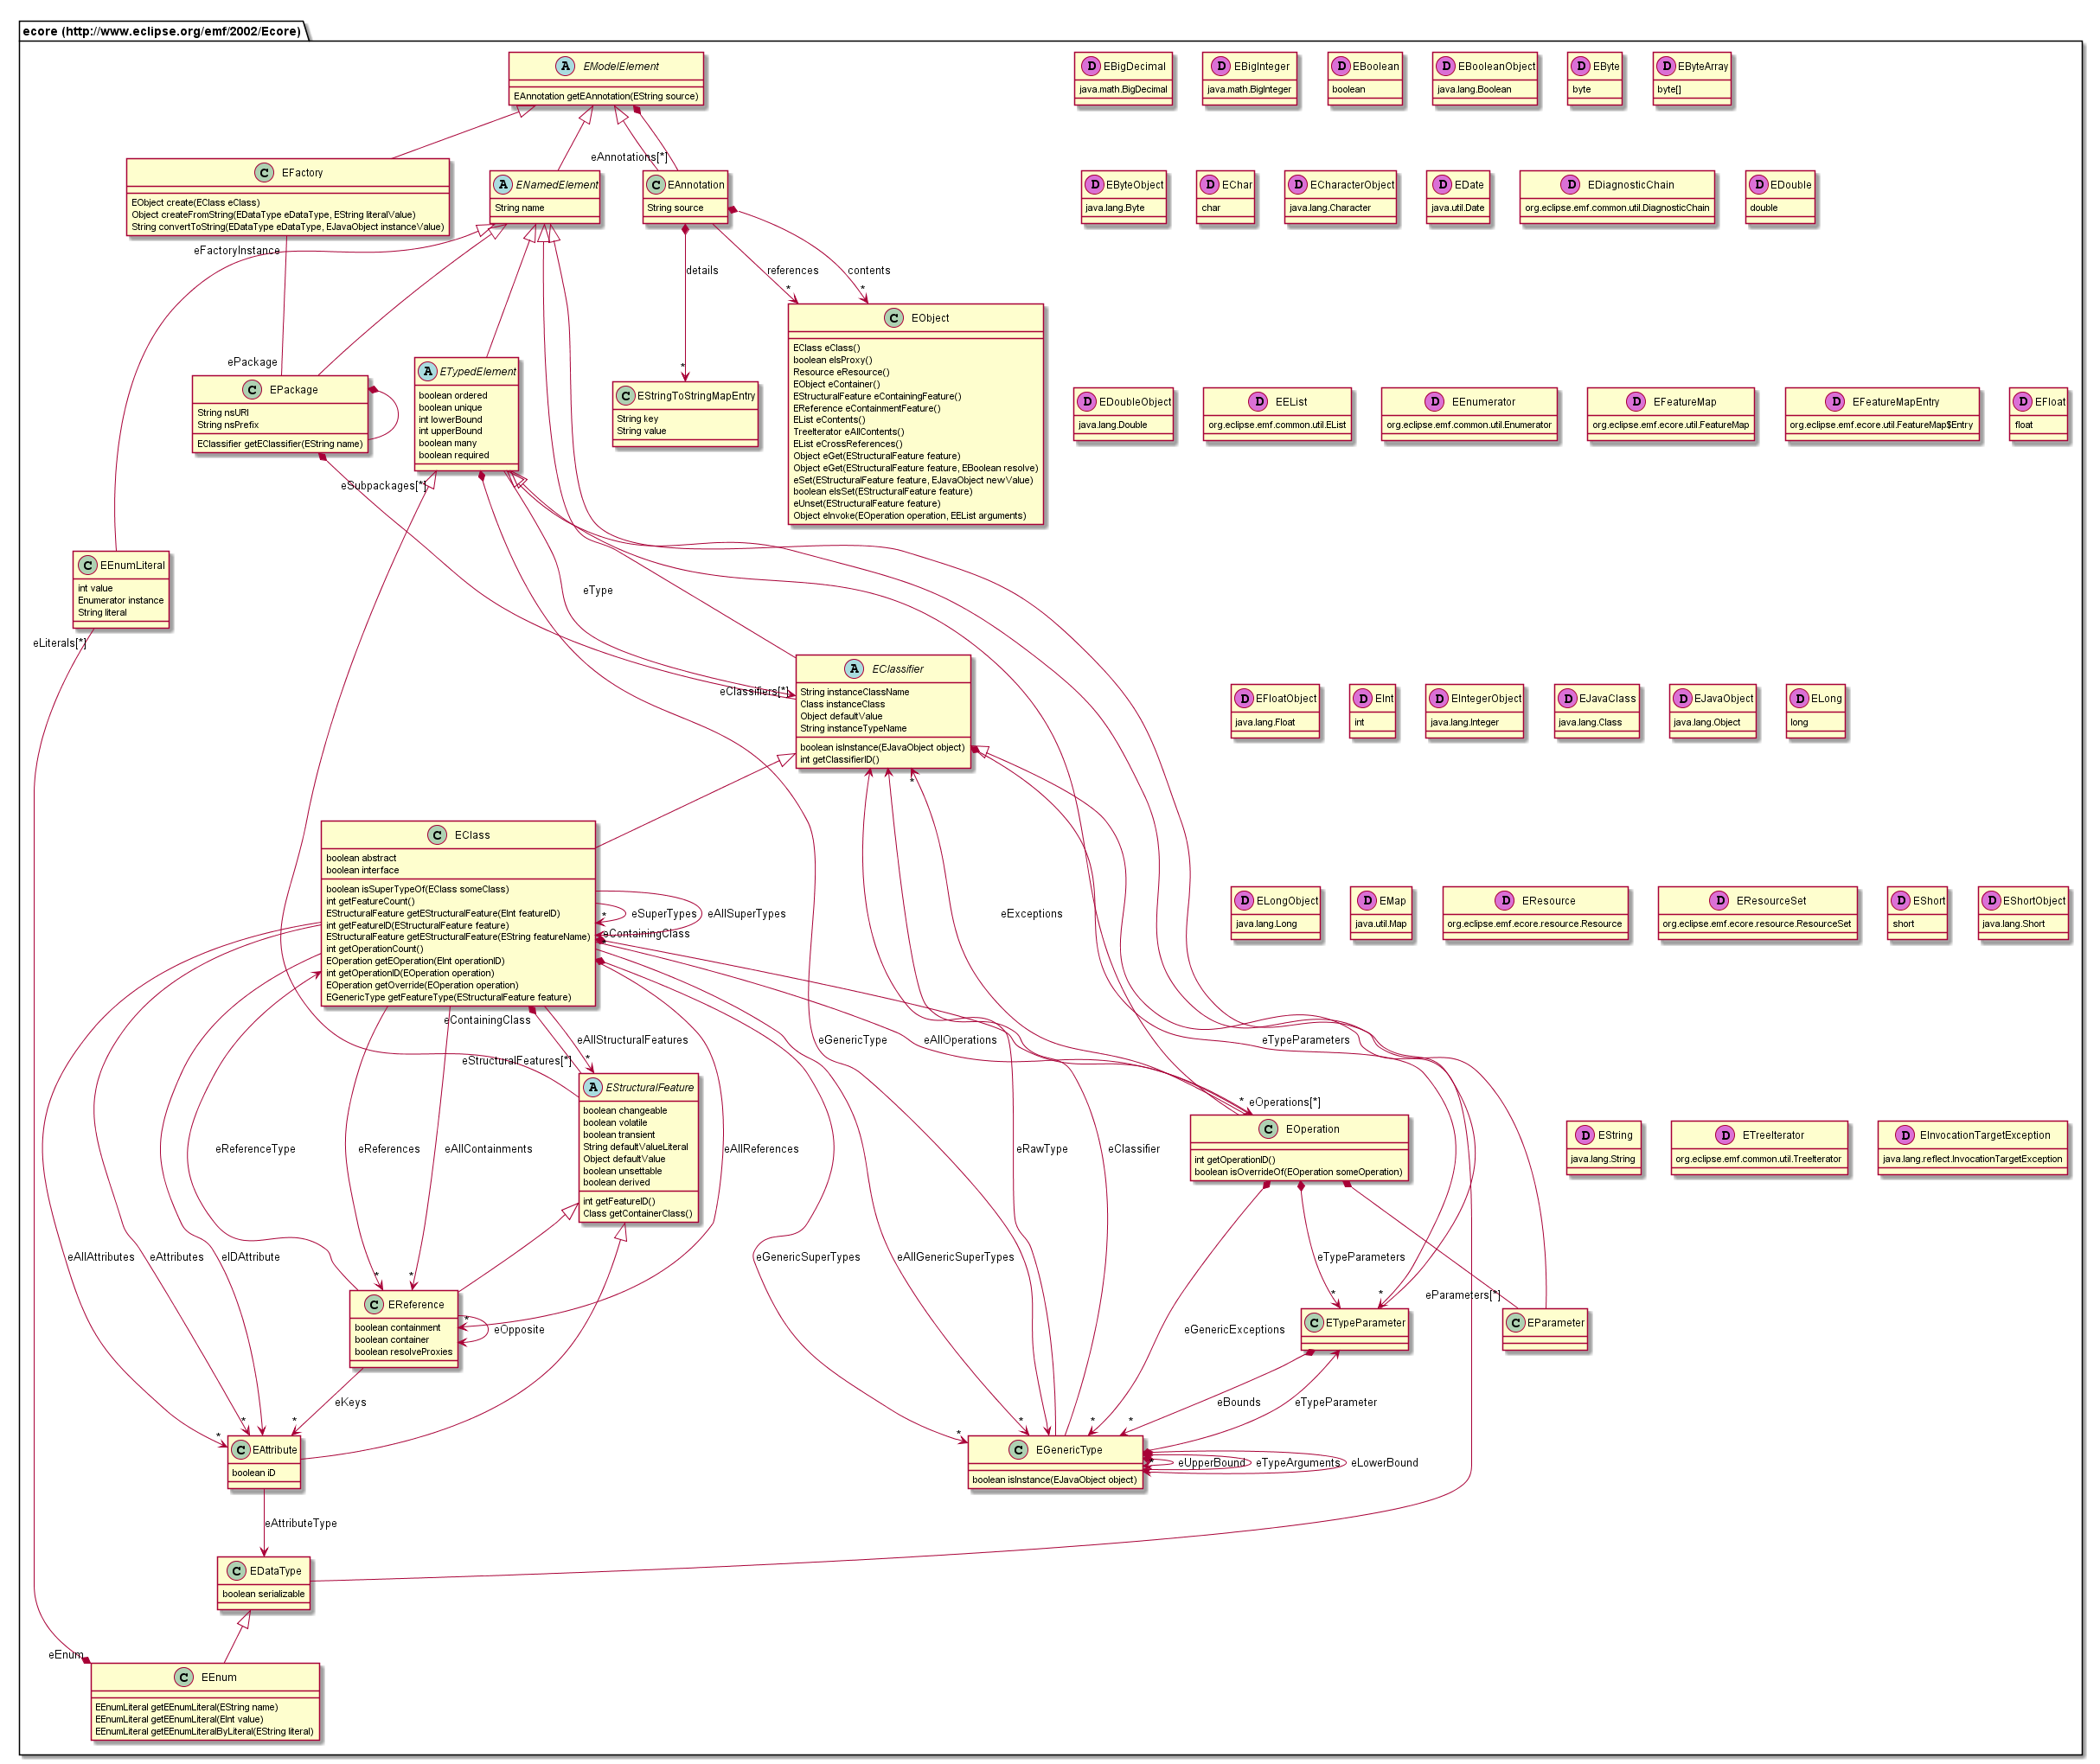 ecore (http://www.eclipse.org/emf/2002/Ecore)
A EModelElement
EAnnotation getEAnnotation(EString source)
D EBigDecimal
java.math.BigDecimal
D EBigInteger
java.math.BigInteger
D EBoolean
boolean
D EBooleanObject
java.lang.Boolean
D EByte
byte
D EByteArray
byte[]
eAnnotations[*]
C EFactory
EObject create(EClass eClass)
Object createFromString(EDataType eDataType, EString literalValue)
String convertToString(EDataType eDataType, EJavaObject instanceValue)
A ENamedElement
String name
C EAnnotation
String source
D EByteObject
java.lang.Byte
D EChar
char
D ECharacterObject
java.lang.Character
D EDate
java.util.Date
D EDiagnosticChain
org.eclipse.emf.common.util.DiagnosticChain
D EDouble
double
eFactoryInstance
details
references
contents
*
*
*
ePackage
C EPackage
String nsURI
String nsPrefix
EClassifier getEClassifier(EString name)
A ETypedElement
boolean ordered
boolean unique
int lowerBound
int upperBound
boolean many
boolean required
C EStringToStringMapEntry
String key
String value
C EObject
EClass eClass()
boolean eIsProxy()
Resource eResource()
EObject eContainer()
EStructuralFeature eContainingFeature()
EReference eContainmentFeature()
EList eContents()
TreeIterator eAllContents()
EList eCrossReferences()
Object eGet(EStructuralFeature feature)
Object eGet(EStructuralFeature feature, EBoolean resolve)
eSet(EStructuralFeature feature, EJavaObject newValue)
boolean eIsSet(EStructuralFeature feature)
eUnset(EStructuralFeature feature)
Object eInvoke(EOperation operation, EEList arguments)
D EDoubleObject
java.lang.Double
D EEList
org.eclipse.emf.common.util.EList
D EEnumerator
org.eclipse.emf.common.util.Enumerator
D EFeatureMap
org.eclipse.emf.ecore.util.FeatureMap
D EFeatureMapEntry
org.eclipse.emf.ecore.util.FeatureMap$Entry
D EFloat
float
eSubpackages[*]
C EEnumLiteral
int value
Enumerator instance
String literal
eType
eLiterals[*]
eClassifiers[*]
A EClassifier
String instanceClassName
Class instanceClass
Object defaultValue
String instanceTypeName
boolean isInstance(EJavaObject object)
int getClassifierID()
*
D EFloatObject
java.lang.Float
D EInt
int
D EIntegerObject
java.lang.Integer
D EJavaClass
java.lang.Class
D EJavaObject
java.lang.Object
D ELong
long
C EClass
boolean abstract
boolean interface
boolean isSuperTypeOf(EClass someClass)
int getFeatureCount()
EStructuralFeature getEStructuralFeature(EInt featureID)
int getFeatureID(EStructuralFeature feature)
EStructuralFeature getEStructuralFeature(EString featureName)
int getOperationCount()
EOperation getEOperation(EInt operationID)
int getOperationID(EOperation operation)
EOperation getOverride(EOperation operation)
EGenericType getFeatureType(EStructuralFeature feature)
*
eSuperTypes
eAllSuperTypes
eContainingClass
eExceptions
D ELongObject
java.lang.Long
D EMap
java.util.Map
D EResource
org.eclipse.emf.ecore.resource.Resource
D EResourceSet
org.eclipse.emf.ecore.resource.ResourceSet
D EShort
short
D EShortObject
java.lang.Short
eContainingClass
eAllStructuralFeatures
eStructuralFeatures[*]
*
eGenericType
eAllOperations
eTypeParameters
* eOperations[*]
A EStructuralFeature
boolean changeable
boolean volatile
boolean transient
String defaultValueLiteral
Object defaultValue
boolean unsettable
boolean derived
int getFeatureID()
Class getContainerClass()
eReferenceType
eReferences
eAllContainments
eAllReferences
eRawType
eClassifier
C EOperation
int getOperationID()
boolean isOverrideOf(EOperation someOperation)
D EString
java.lang.String
D ETreeIterator
org.eclipse.emf.common.util.TreeIterator
D EInvocationTargetException
java.lang.reflect.InvocationTargetException
eAllAttributes
eAttributes
eIDAttribute
*
*
eGenericSuperTypes
eAllGenericSuperTypes
eTypeParameters
*
*
eParameters[*]
C EReference
boolean containment
boolean container
boolean resolveProxies
*
eOpposite
eGenericExceptions
C ETypeParameter
C EParameter
eKeys
eBounds
eTypeParameter
*
*
*
*
*
*
*
C EAttribute
boolean iD
C EGenericType
boolean isInstance(EJavaObject object)
*
eUpperBound
eTypeArguments
eLowerBound
eAttributeType
C EDataType
boolean serializable
eEnum
C EEnum
EEnumLiteral getEEnumLiteral(EString name)
EEnumLiteral getEEnumLiteral(EInt value)
EEnumLiteral getEEnumLiteralByLiteral(EString literal)